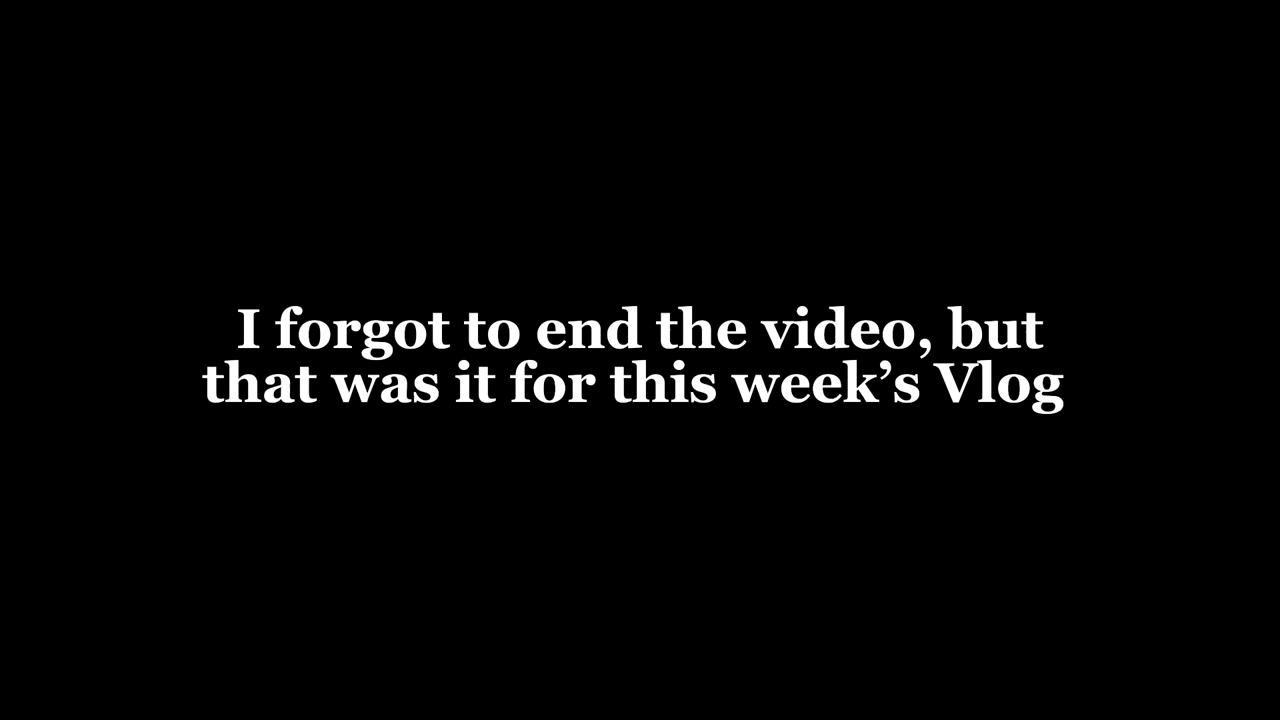 I forgot to end the video, but
that was it for this week’s Vlog